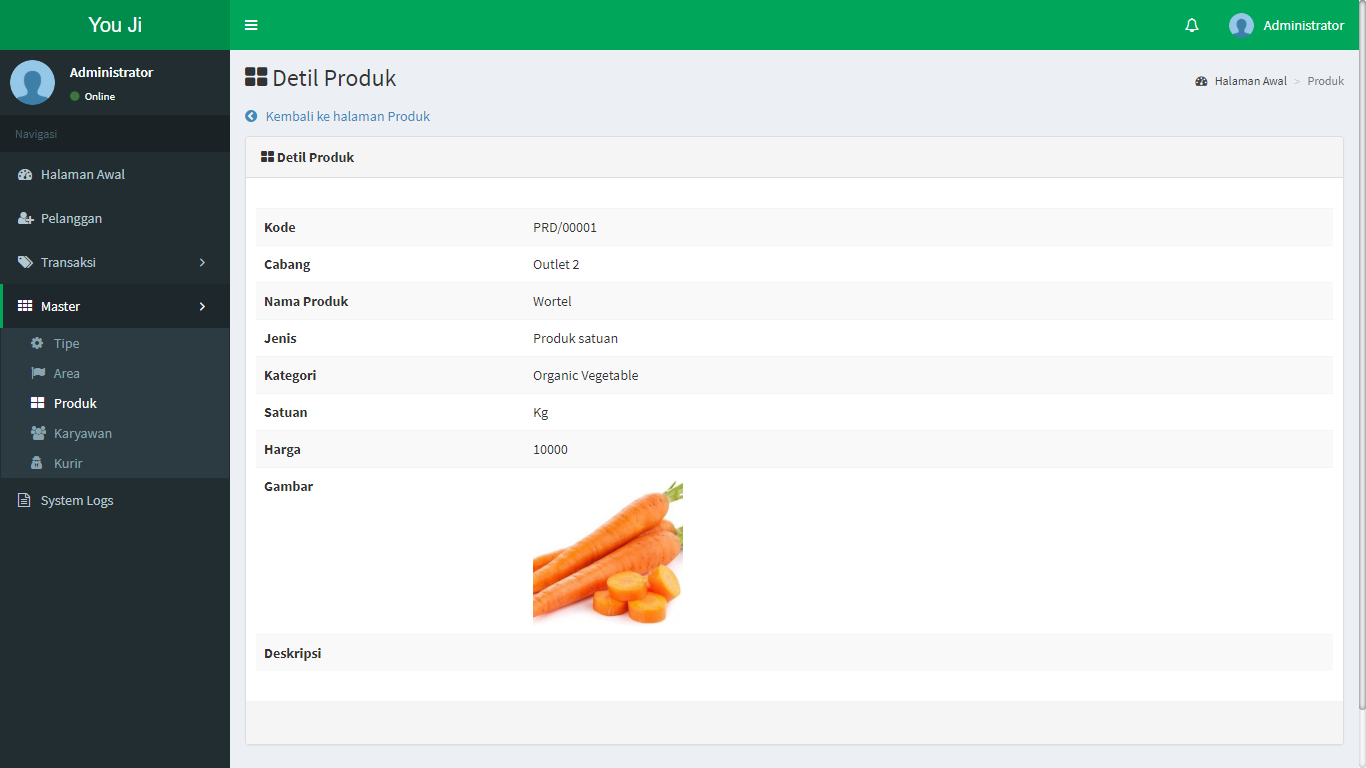 You Ji
Administrator
Administrator
Online
Navigasi
Halaman Awal
Pelanggan
Transaksi
Master
Tipe
Area
Produk
Karyawan
Kurir
System Logs
Detil Produk
Halaman Awal > Produk
Kembali ke halaman Produk
Detil Produk
Kode PRD/00001
Cabang Outlet 2
Nama Produk Wortel
Jenis Produk satuan
Kategori Organic Vegetable
Satuan Kg
Harga 10000
Gambar
Deskripsi